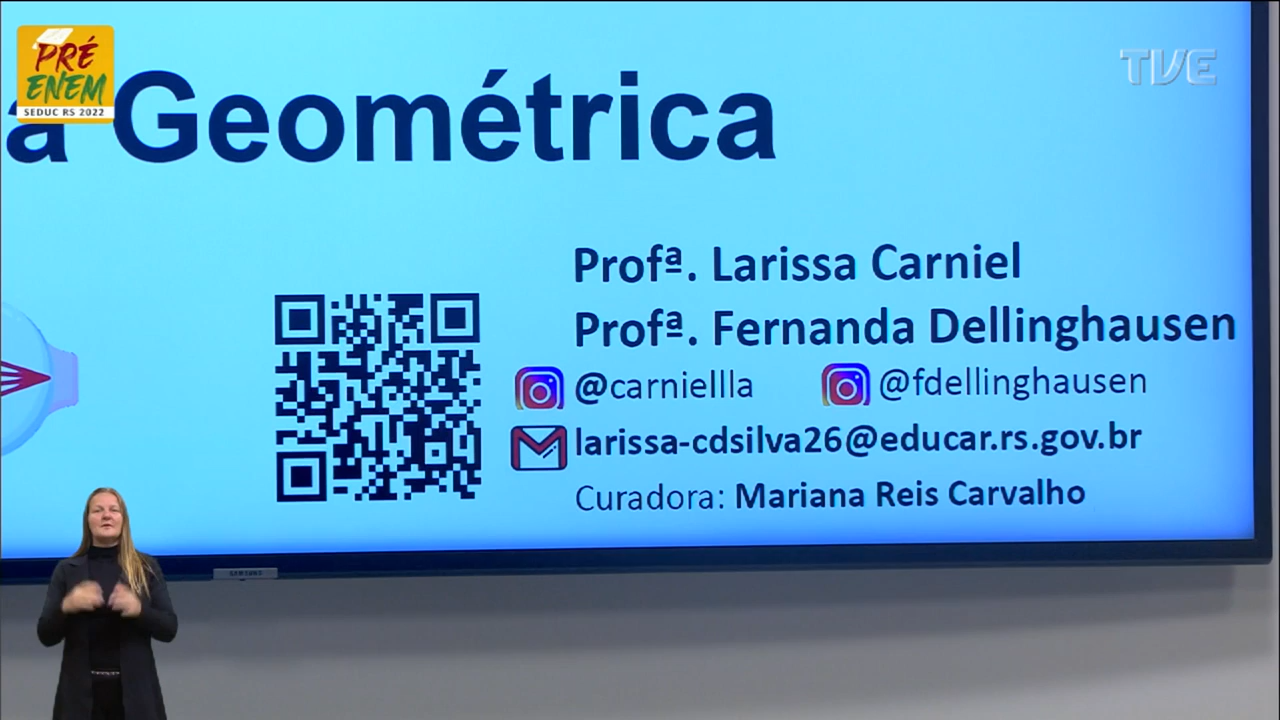 PRÉ
ENEM
SEDUC RS 2022
TVE
a Geométrica
Profª. Larissa Carniel
Profª. Fernanda Dellinghausen
@carniellla
@fdellinghausen
larissa-cdsilva26@educar.rs.gov.br
Curadora: Mariana Reis Carvalho
SAMSUNG